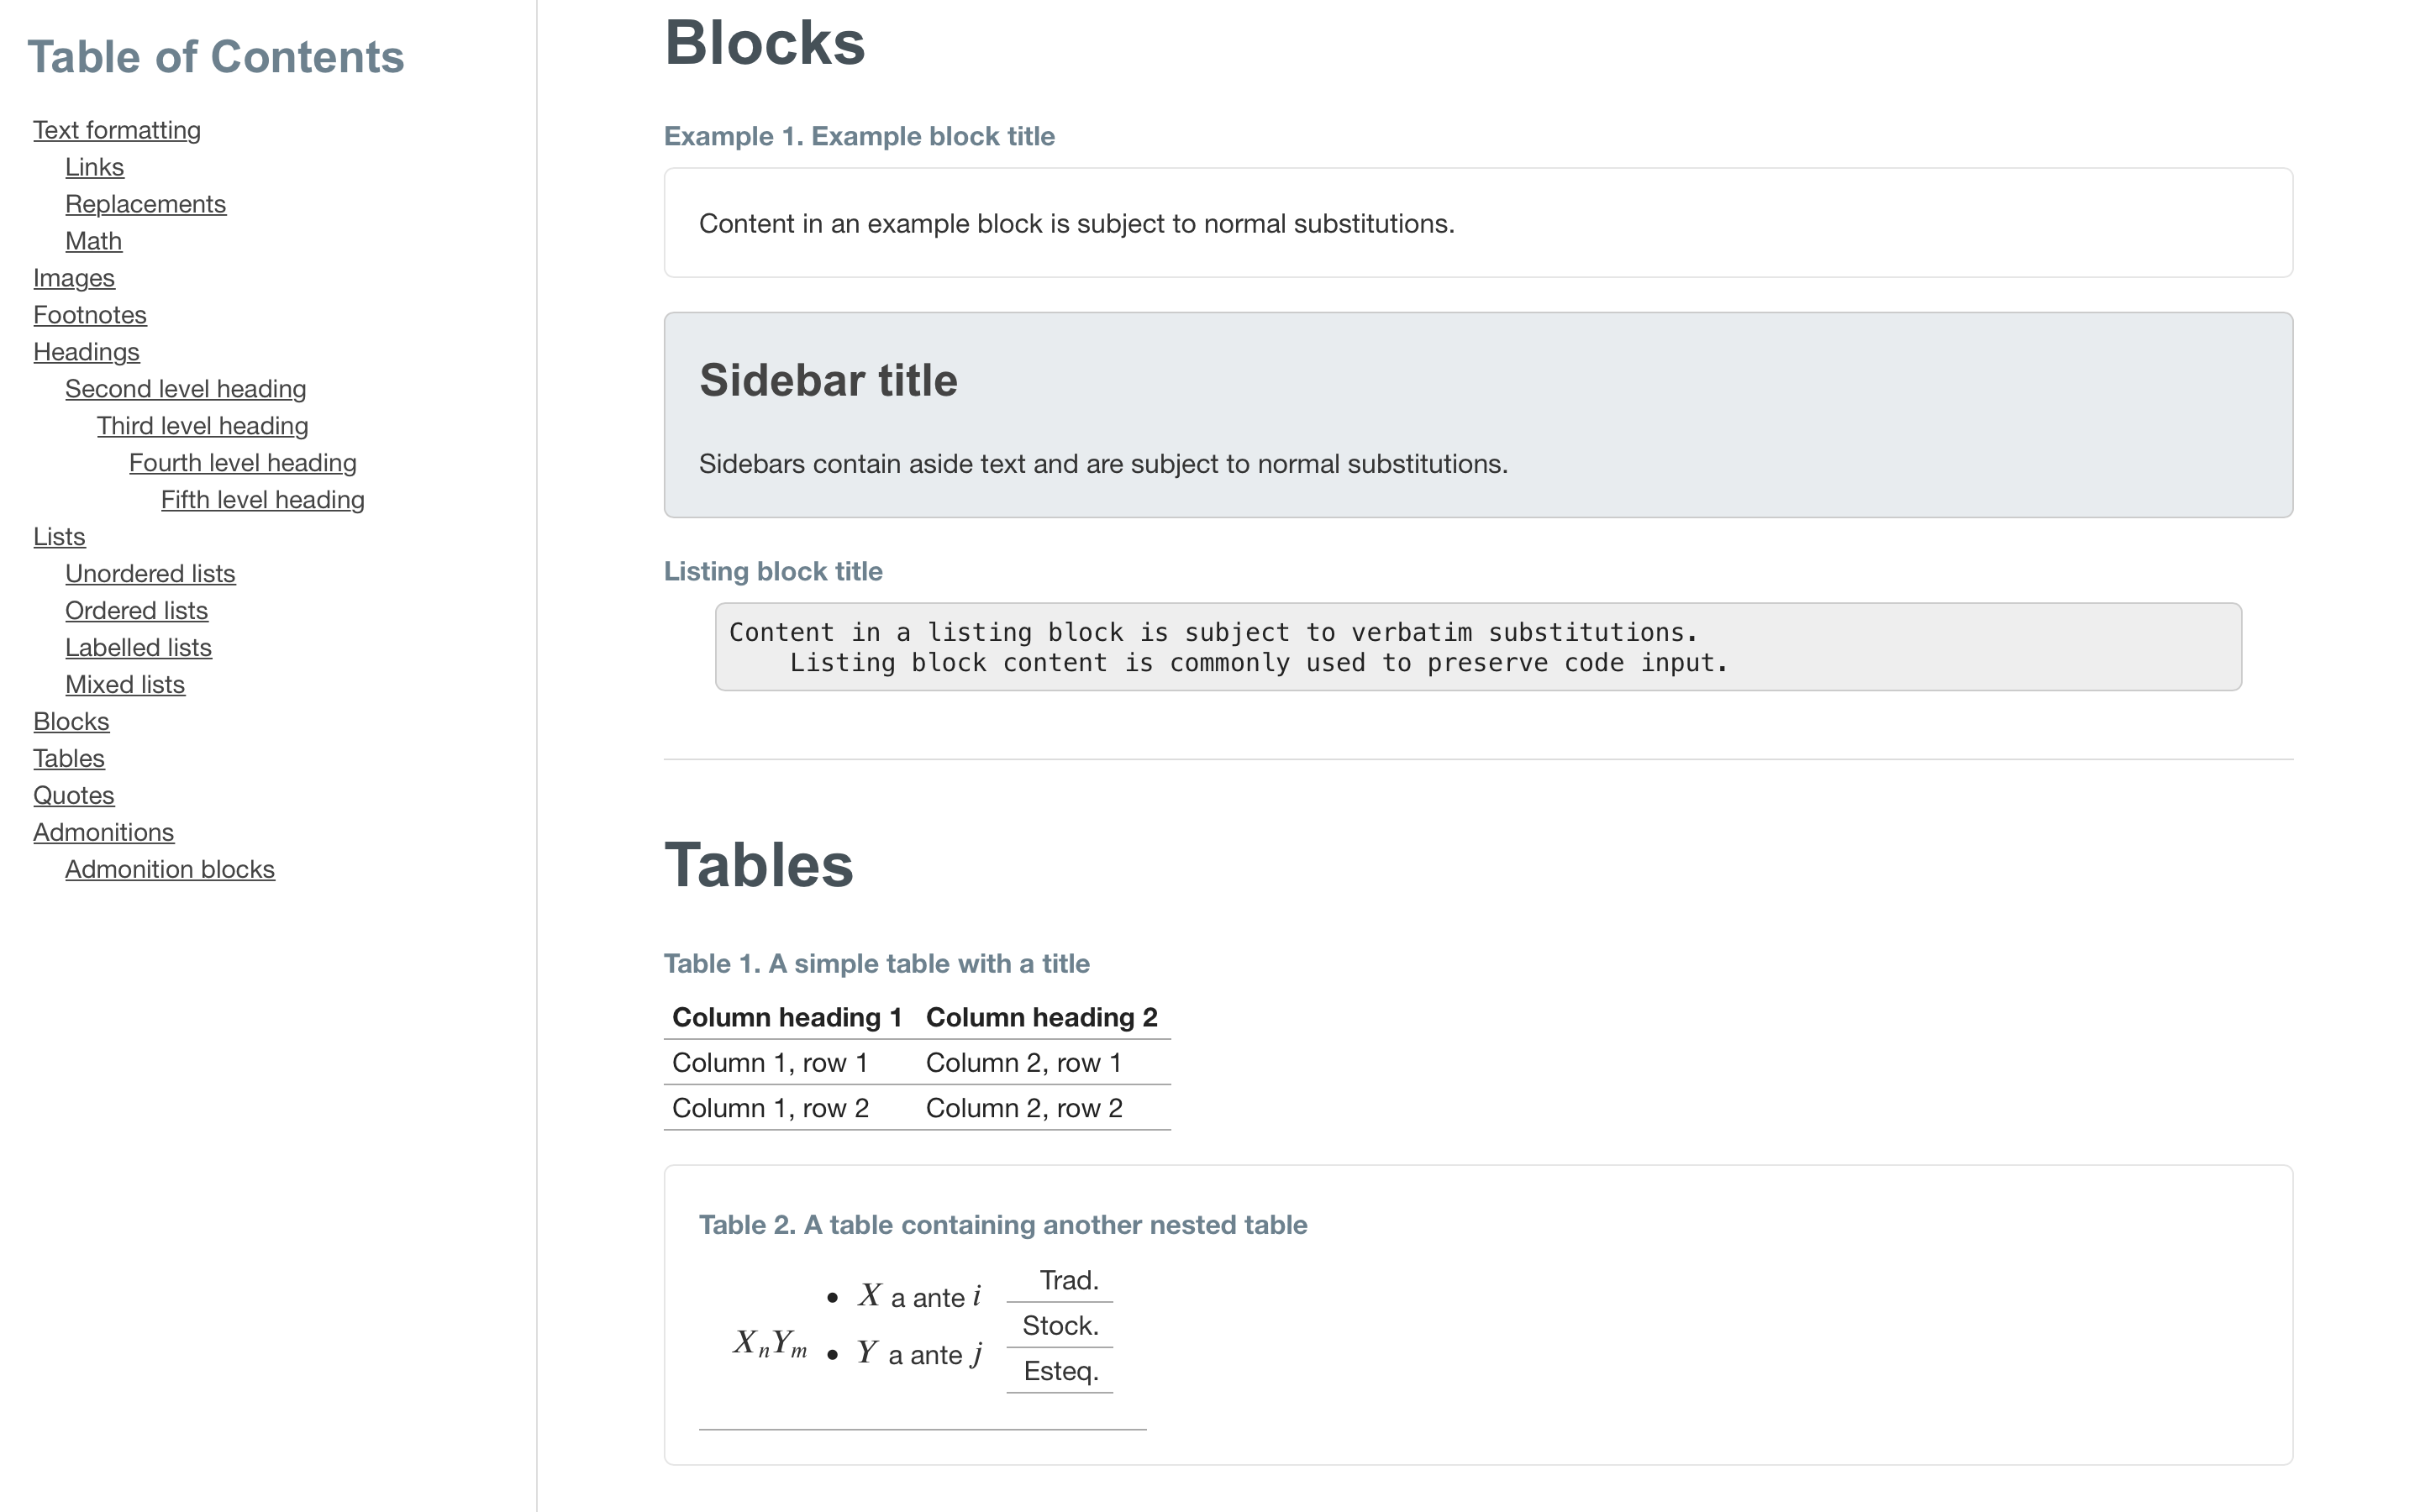 Table of Contents
Text formatting
Links
Replacements
Math
Images
Footnotes
Headings
Second level heading
Third level heading
Fourth level heading
Fifth level heading
Lists
Unordered lists
Ordered lists
Labelled lists
Mixed lists
Blocks
Tables
Quotes
Admonitions
Admonition blocks
Blocks
Example 1. Example block title
Content in an example block is subject to normal substitutions.
Sidebar title
Sidebars contain aside text and are subject to normal substitutions.
Listing block title
Content in a listing block is subject to verbatim substitutions.
    Listing block content is commonly used to preserve code input.
Tables
Table 1. A simple table with a title
Column heading 1 Column heading 2
Column 1, row 1 Column 2, row 1
Column 1, row 2 Column 2, row 2
Table 2. A table containing another nested table
XₙYₘ
• X a ante i
• Y a ante j
Trad.
Stock.
Esteq.